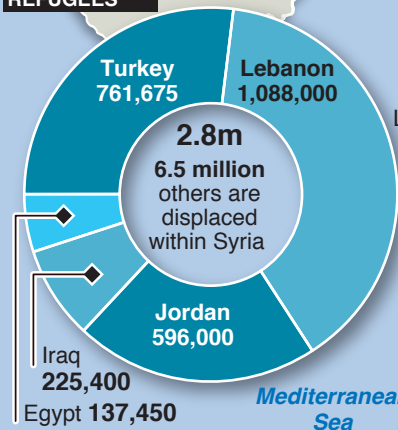 REFUGEES
Turkey
761,675
Lebanon
1,088,000
2.8m
6.5 million
others are
displaced
within Syria
Jordan
596,000
Iraq
225,400
Egypt 137,450
Mediterranean
Sea